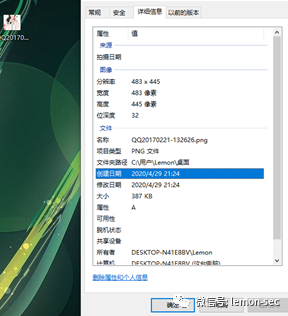 常规 安全 详细信息 以前的版本
Q20170...
属性 值
来源
拍摄日期
图像
分辨率 483 x 445
宽度 483 像素
高度 445 像素
位深度 32
文件
名称 QQ20170221-132626.png
项目类型 PNG 文件
文件夹路径 C:\用户\Lemon\桌面
创建日期 2020/4/29 21:24
修改日期 2020/4/29 21:24
大小 387 KB
属性 A
可用性
脱机状态
共享设备
所有者 DESKTOP-N41E8BV\Lemon
计算机 DESKTOP-N41E8BV (这台电脑)
删除属性和个人信息
微信号: lemon-sec